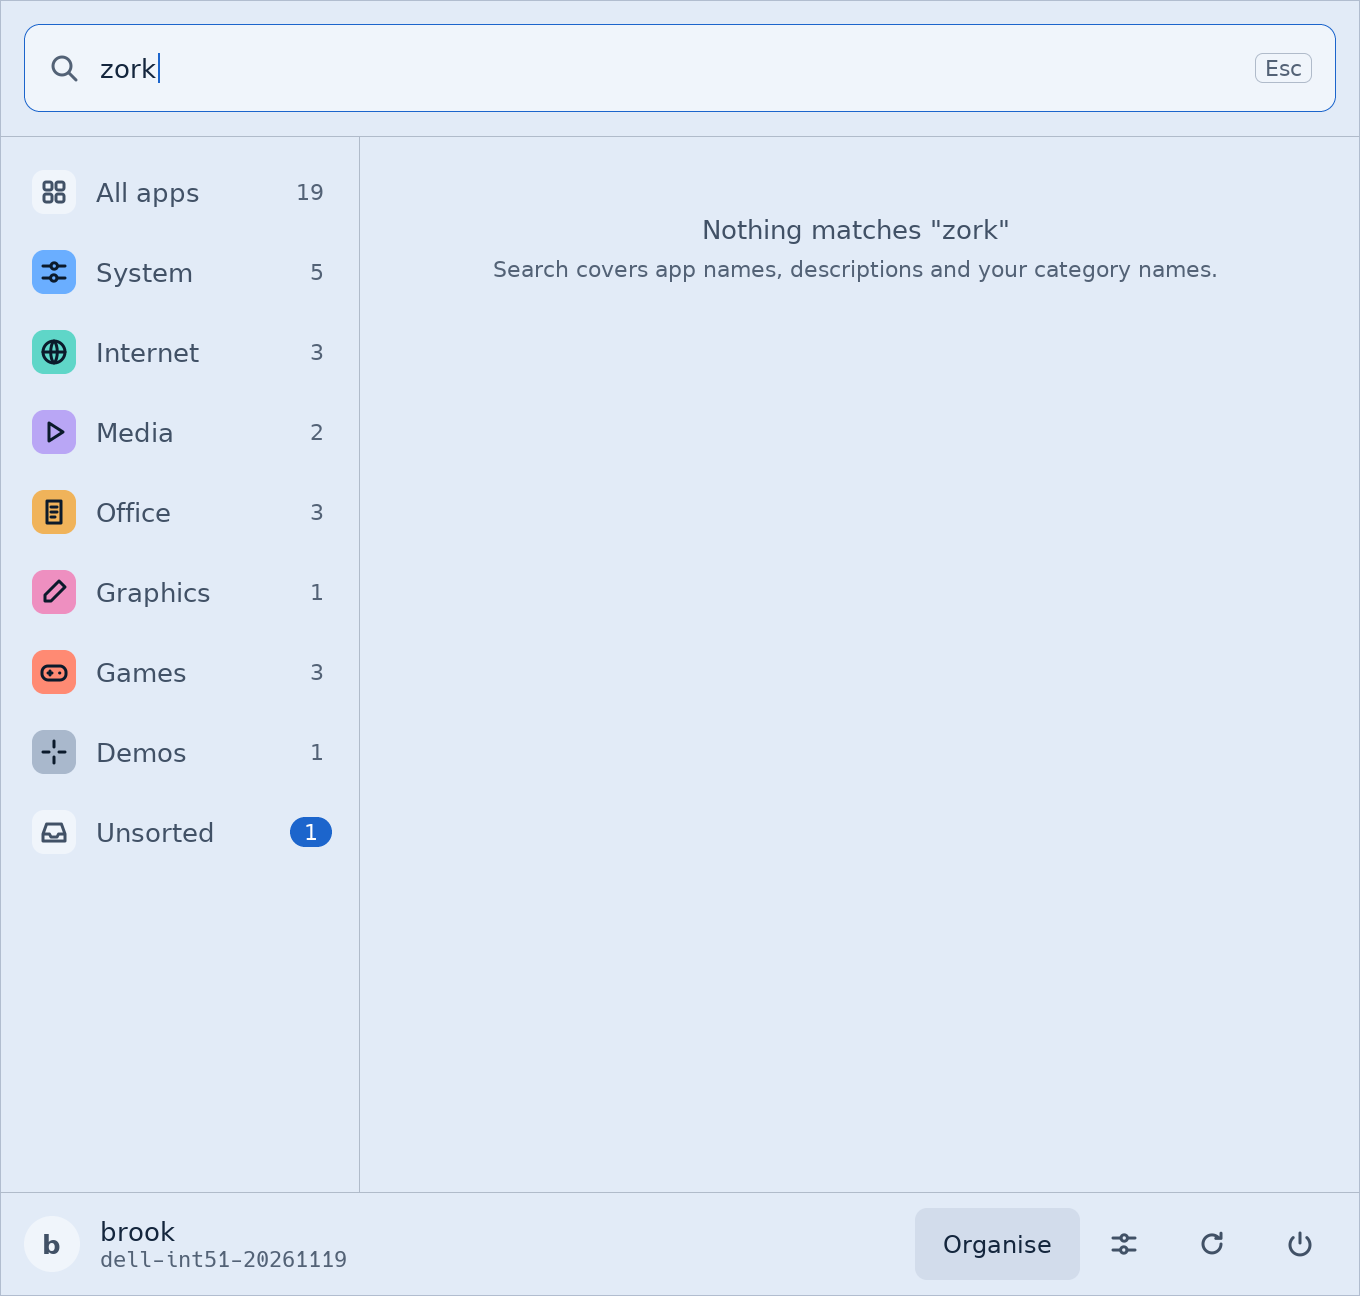 zork
Esc
All apps 19
System 5
Internet 3
Media 2
Office 3
Graphics 1
Games 3
Demos 1
Unsorted 1
Nothing matches "zork"
Search covers app names, descriptions and your category names.
b
brook
dell-int51-20261119
Organise